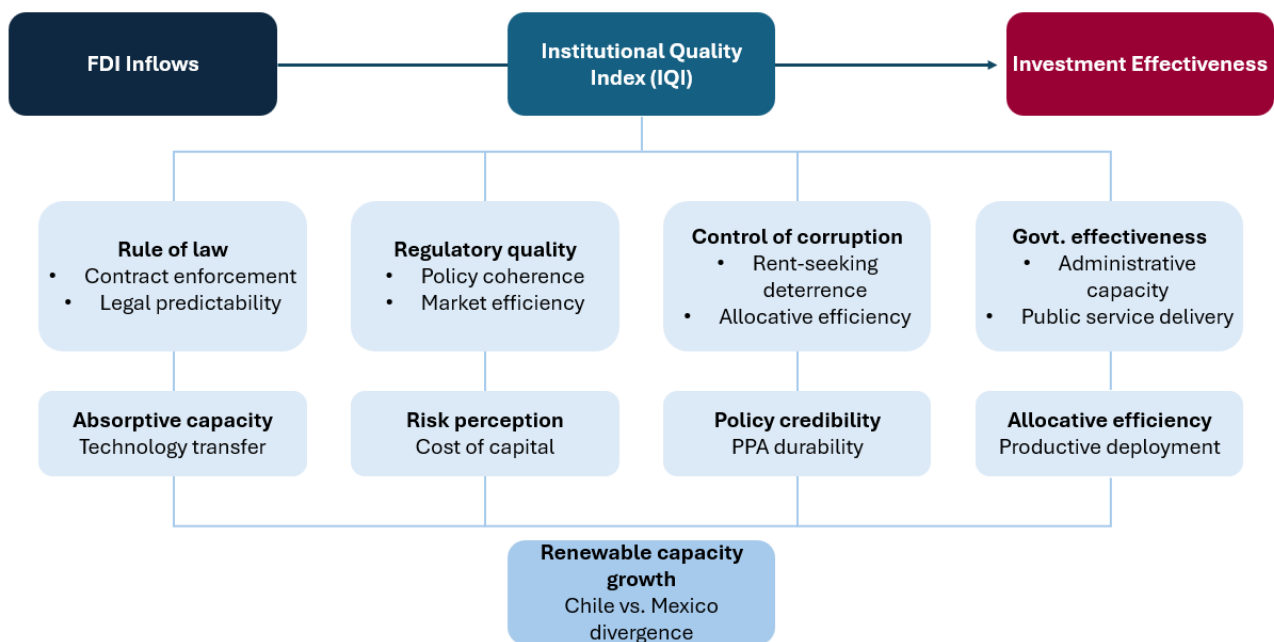 FDI Inflows
Institutional Quality
Index (IQI)
Investment Effectiveness
Rule of law
• Contract enforcement
• Legal predictability
Regulatory quality
• Policy coherence
• Market efficiency
Control of corruption
• Rent-seeking
deterrence
• Allocative efficiency
Govt. effectiveness
• Administrative
capacity
• Public service delivery
Absorptive capacity
Technology transfer
Risk perception
Cost of capital
Policy credibility
PPA durability
Allocative efficiency
Productive deployment
Renewable capacity
growth
Chile vs. Mexico
divergence